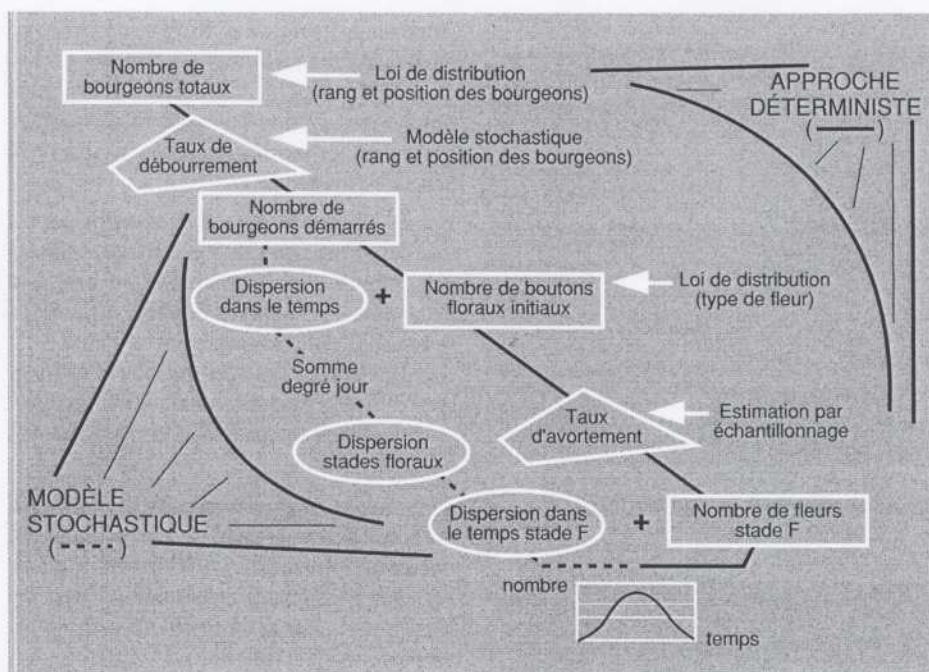 Nombre de
bourgeons totaux
Loi de distribution
(rang et position des bourgeons)
APPROCHE
DÉTERMINISTE
Taux de
débourrement
Modèle stochastique
(rang et position des bourgeons)
Nombre de
bourgeons démarrés
Dispersion
dans le temps
+
Nombre de boutons
floraux initiaux
Loi de distribution
(type de fleur)
Somme
degré jour
Taux
d'avortement
Estimation par
échantillonnage
Dispersion
stades floraux
MODÈLE
STOCHASTIQUE
Dispersion dans
le temps stade F
+
Nombre de fleurs
stade F
nombre
temps